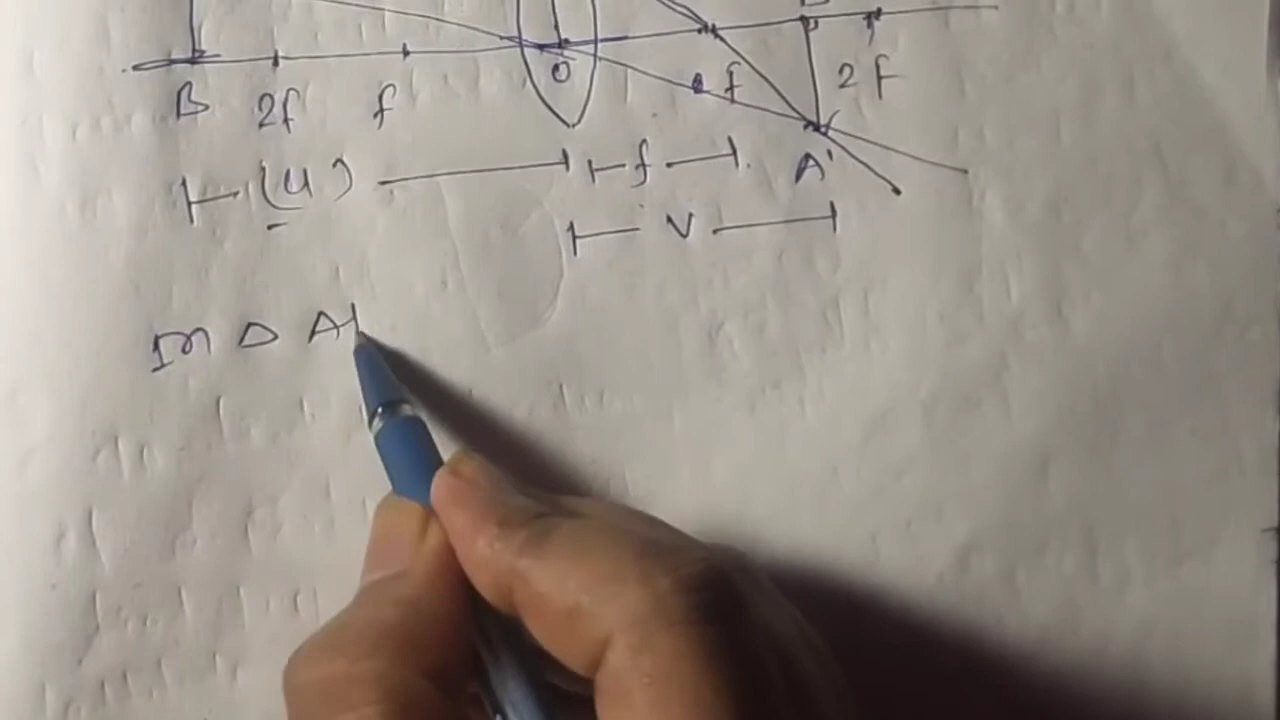 O
B 2f f f 2F
(u) f A'
V
In Δ A